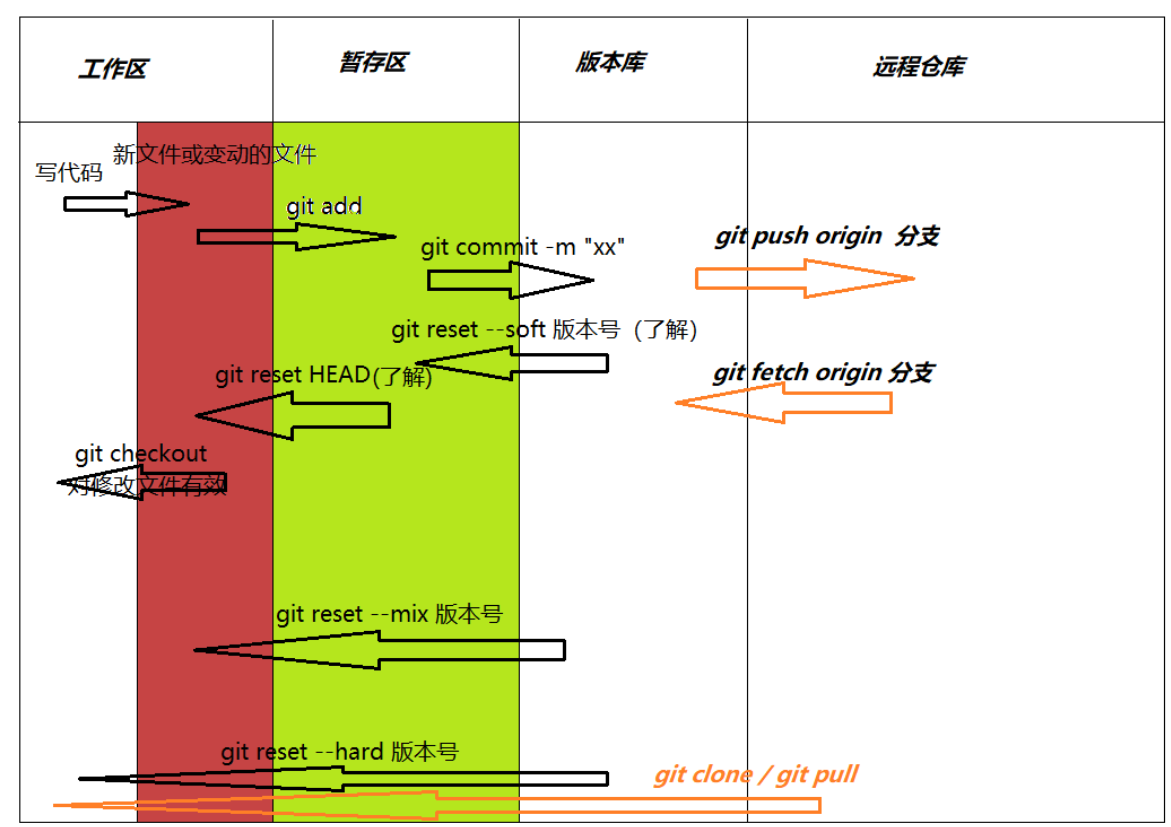 工作区
暂存区
版本库
远程仓库
新文件或变动的文件
写代码
git add
git commit -m "xx"
git push origin 分支
git reset --soft 版本号（了解）
git reset HEAD(了解)
git fetch origin 分支
git checkout
对修改文件有效
git reset --mix 版本号
git reset --hard 版本号
git clone / git pull